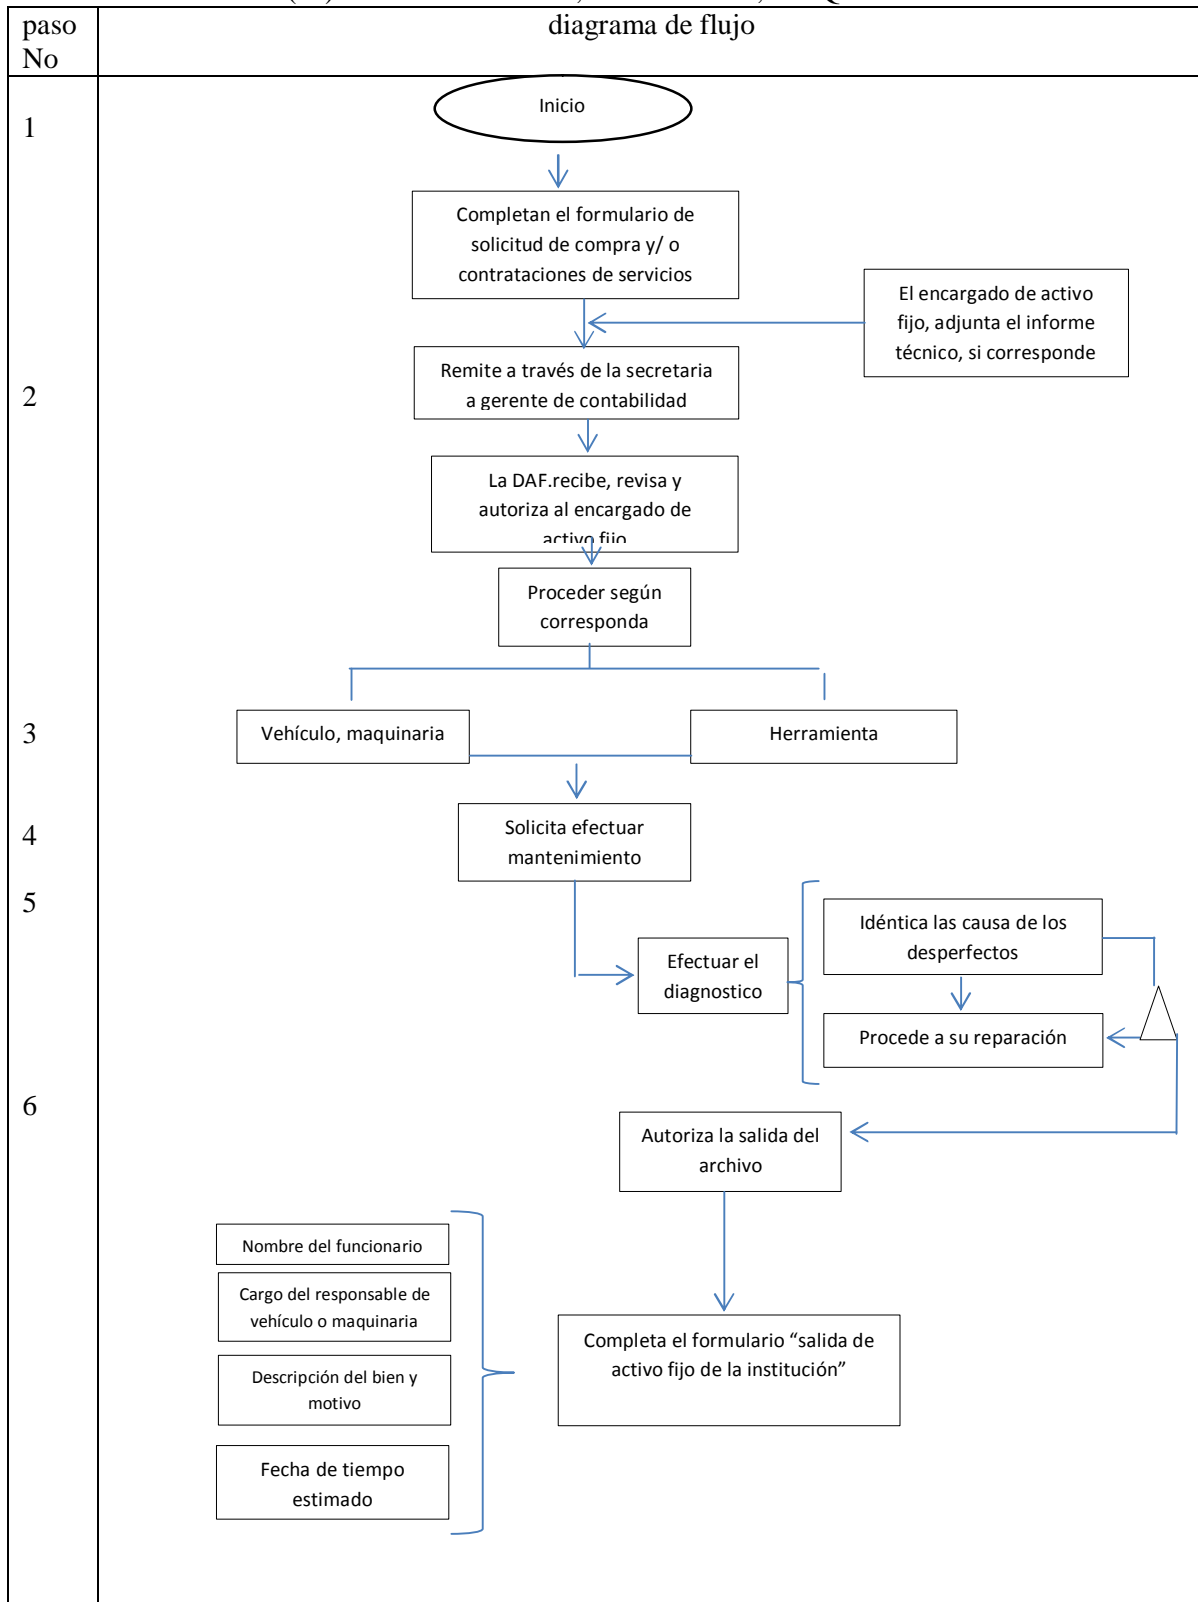 paso
No
diagrama de flujo
1
Inicio
Completan el formulario de
solicitud de compra y/ o
contrataciones de servicios
El encargado de activo
fijo, adjunta el informe
técnico, si corresponde
2
Remite a través de la secretaria
a gerente de contabilidad
La DAF.recibe, revisa y
autoriza al encargado de
activo fijo
Proceder según
corresponda
3
Vehículo, maquinaria
Herramienta
4
Solicita efectuar
mantenimiento
5
Efectuar el
diagnostico
Idéntica las causa de los
desperfectos
Procede a su reparación
6
Autoriza la salida del
archivo
Nombre del funcionario
Cargo del responsable de
vehículo o maquinaria
Descripción del bien y
motivo
Fecha de tiempo
estimado
Completa el formulario “salida de
activo fijo de la institución”